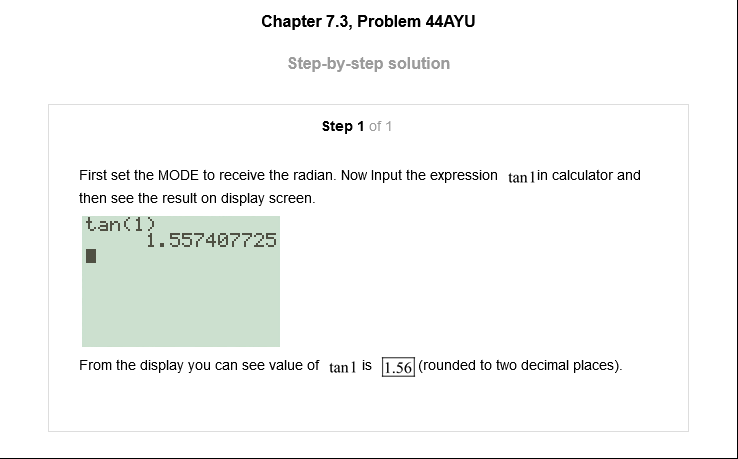 Chapter 7.3, Problem 44AYU
Step-by-step solution
Step 1 of 1
First set the MODE to receive the radian. Now Input the expression tan 1 in calculator and
then see the result on display screen.
tan(1)
1.557407725
From the display you can see value of tan 1 is 1.56 (rounded to two decimal places).